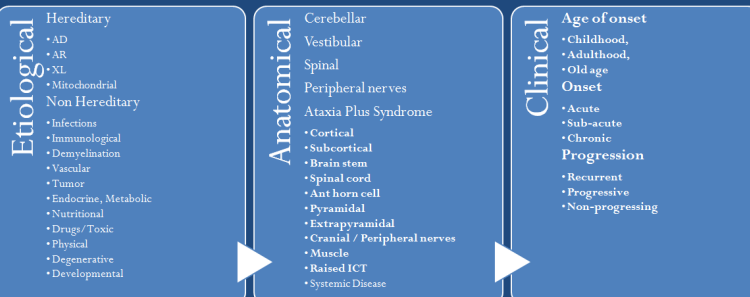 Etiological
Hereditary
• AD
• AR
• XL
• Mitochondrial
Non Hereditary
• Infections
• Immunological
• Demyelination
• Vascular
• Tumor
• Endocrine, Metabolic
• Nutritional
• Drugs/Toxic
• Physical
• Degenerative
• Developmental
Anatomical
Cerebellar
Vestibular
Spinal
Peripheral nerves
Ataxia Plus Syndrome
• Cortical
• Subcortical
• Brain stem
• Spinal cord
• Ant horn cell
• Pyramidal
• Extrapyramidal
• Cranial / Peripheral nerves
• Muscle
• Raised ICT
• Systemic Disease
Clinical
Age of onset
• Childhood,
• Adulthood,
• Old age
Onset
• Acute
• Sub-acute
• Chronic
Progression
• Recurrent
• Progressive
• Non-progressing